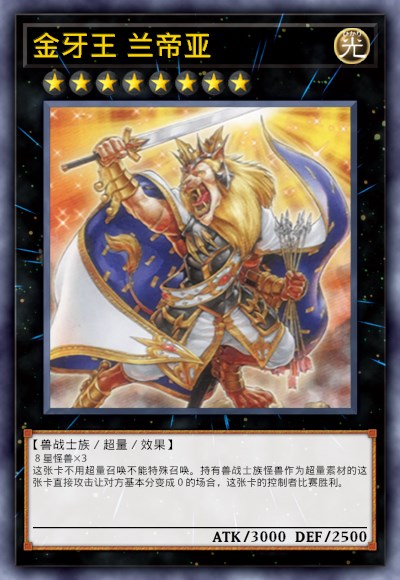 金牙王 兰帝亚
光
ひかり
【兽战士族／超量／效果】
８星怪兽×3
这张卡不用超量召唤不能特殊召唤。持有兽战士族怪兽作为超量素材的这
张卡直接攻击让对方基本分变成０的场合，这张卡的控制者比赛胜利。
ATK/3000 DEF/2500